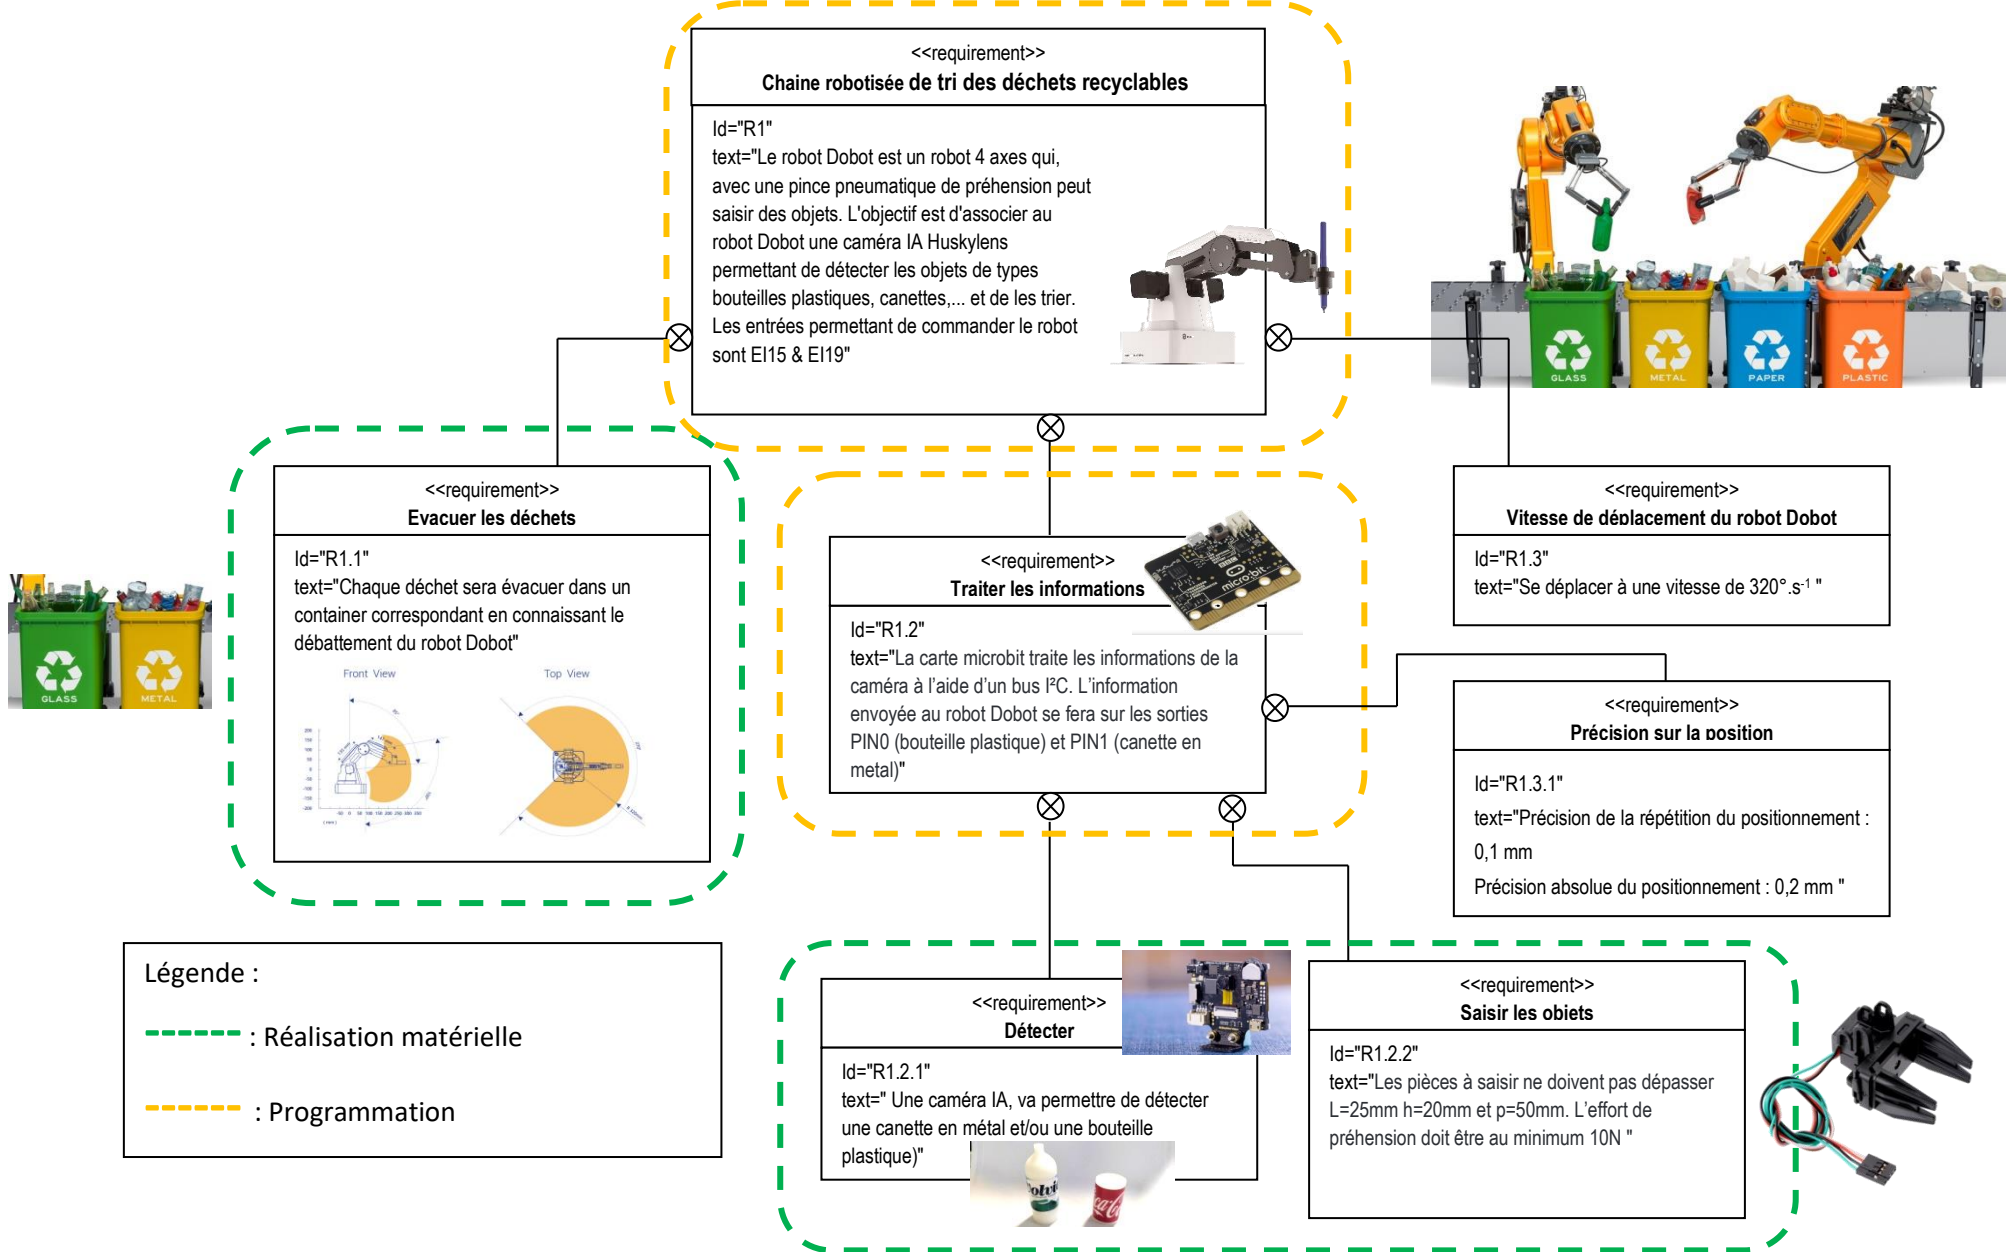 <<requirement>>
Chaine robotisée de tri des déchets recyclables
Id="R1"
text="Le robot Dobot est un robot 4 axes qui,
avec une pince pneumatique de préhension peut
saisir des objets. L'objectif est d'associer au
robot Dobot une caméra IA Huskylens
permettant de détecter les objets de types
bouteilles plastiques, canettes,... et de les trier.
Les entrées permettant de commander le robot
sont EI15 & EI19"
GLASS
METAL
PAPER
PLASTIC
<<requirement>>
Evacuer les déchets
Id="R1.1"
text="Chaque déchet sera évacuer dans un
container correspondant en connaissant le
débattement du robot Dobot"
Front View
Top View
GLASS
METAL
<<requirement>>
Traiter les informations
micro:bit
Id="R1.2"
text="La carte microbit traite les informations de la
caméra à l'aide d'un bus I²C. L'information
envoyée au robot Dobot se fera sur les sorties
PIN0 (bouteille plastique) et PIN1 (canette en
metal)"
<<requirement>>
Vitesse de déplacement du robot Dobot
Id="R1.3"
text="Se déplacer à une vitesse de 320°.s-1 "
<<requirement>>
Précision sur la position
Id="R1.3.1"
text="Précision de la répétition du positionnement :
0,1 mm
Précision absolue du positionnement : 0,2 mm "
Légende :
: Réalisation matérielle
: Programmation
<<requirement>>
Détecter
Id="R1.2.1"
text=" Une caméra IA, va permettre de détecter
une canette en métal et/ou une bouteille
plastique)"
<<requirement>>
Saisir les objets
Id="R1.2.2"
text="Les pièces à saisir ne doivent pas dépasser
L=25mm h=20mm et p=50mm. L'effort de
préhension doit être au minimum 10N "